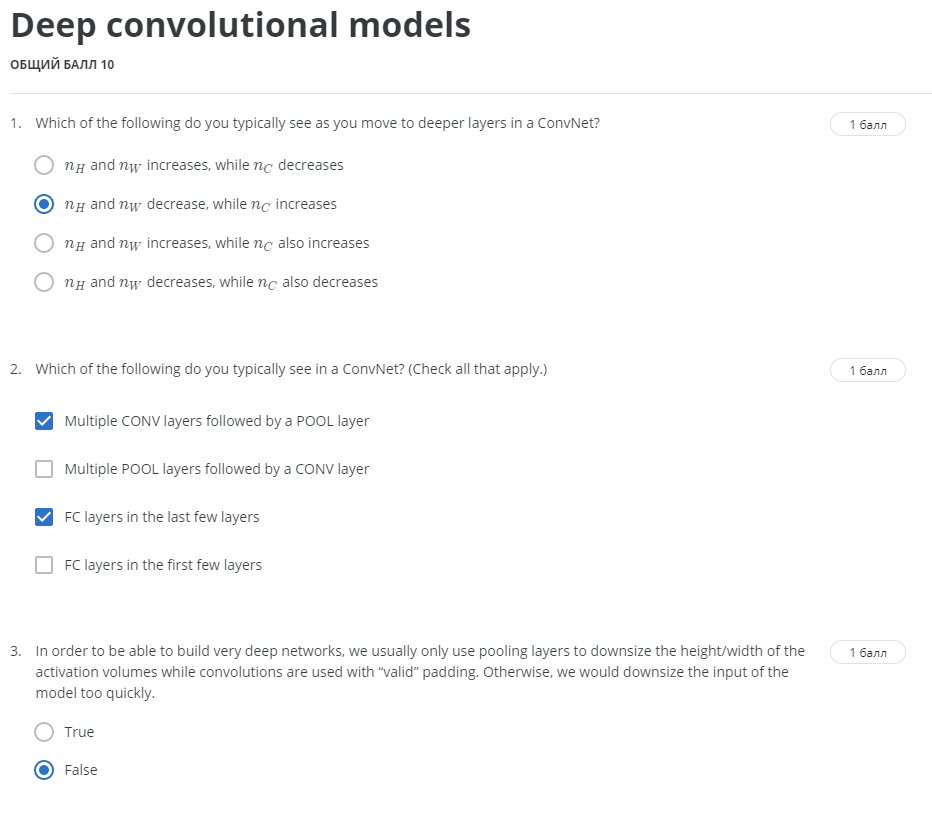 Deep convolutional models
ОБЩИЙ БАЛЛ 10
1. Which of the following do you typically see as you move to deeper layers in a ConvNet?
1 балл
n_H and n_W increases, while n_C decreases
n_H and n_W decrease, while n_C increases
n_H and n_W increases, while n_C also increases
n_H and n_W decreases, while n_C also decreases
2. Which of the following do you typically see in a ConvNet? (Check all that apply.)
1 балл
Multiple CONV layers followed by a POOL layer
Multiple POOL layers followed by a CONV layer
FC layers in the last few layers
FC layers in the first few layers
3. In order to be able to build very deep networks, we usually only use pooling layers to downsize the height/width of the
1 балл
activation volumes while convolutions are used with “valid” padding. Otherwise, we would downsize the input of the
model too quickly.
True
False